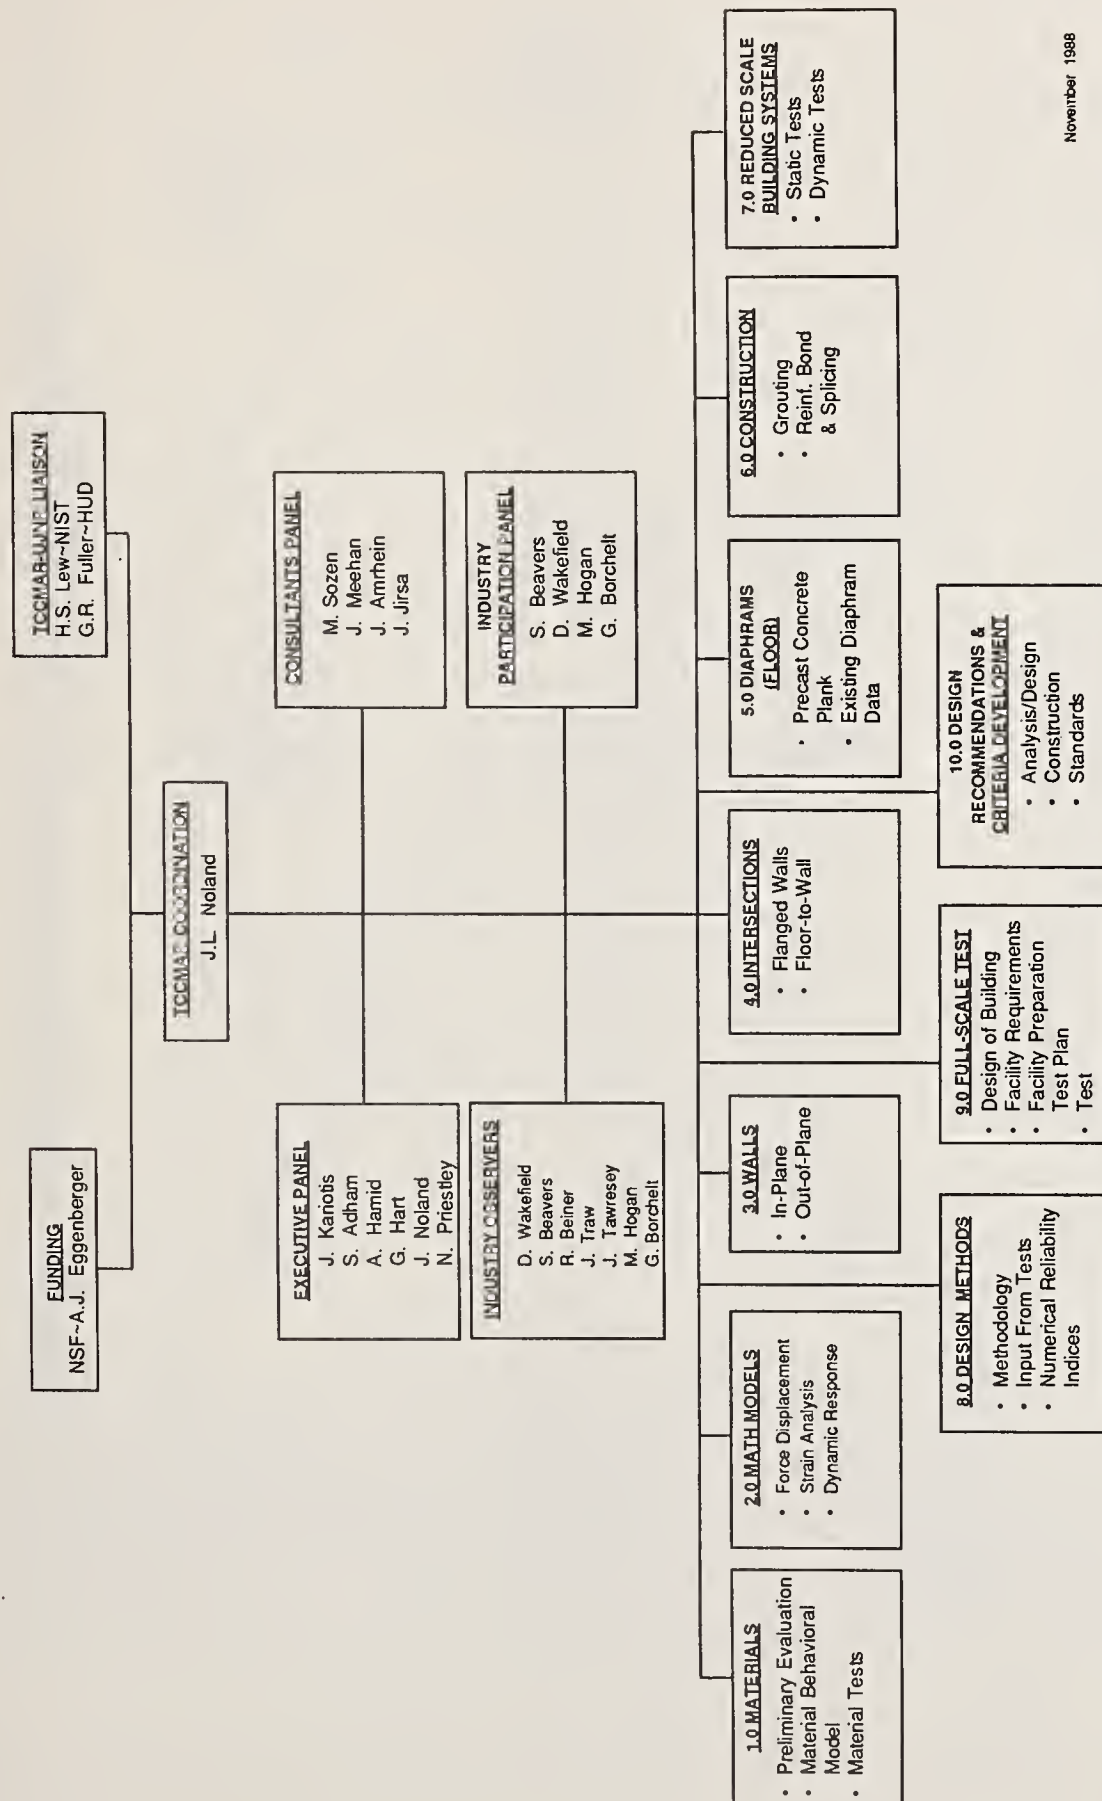 FUNDING
NSF~A.J. Eggenberger
TCCMAR-UJNR LIAISON
H.S. Lew~NIST
G.R. Fuller~HUD
TCCMAR COORDINATION
J.L. Noland
EXECUTIVE PANEL
J. Kariotis
S. Adham
A. Hamid
G. Hart
J. Noland
N. Priestley
CONSULTANTS PANEL
M. Sozen
J. Meehan
J. Amrhein
J. Jirsa
INDUSTRY OBSERVERS
D. Wakefield
S. Beavers
R. Beiner
J. Traw
J. Tawresey
M. Hogan
G. Borchelt
INDUSTRY
PARTICIPATION PANEL
S. Beavers
D. Wakefield
M. Hogan
G. Borchelt
1.0 MATERIALS
• Preliminary Evaluation
• Material Behavioral
Model
• Material Tests
2.0 MATH MODELS
• Force Displacement
• Strain Analysis
• Dynamic Response
3.0 WALLS
• In-Plane
• Out-of-Plane
4.0 INTERSECTIONS
• Flanged Walls
• Floor-to-Wall
5.0 DIAPHRAMS
(FLOOR)
• Precast Concrete
Plank
• Existing Diaphram
Data
6.0 CONSTRUCTION
• Grouting
• Reinf. Bond
& Splicing
7.0 REDUCED SCALE
BUILDING SYSTEMS
• Static Tests
• Dynamic Tests
8.0 DESIGN METHODS
• Methodology
• Input From Tests
• Numerical Reliability
Indices
9.0 FULL-SCALE TEST
• Design of Building
• Facility Requirements
• Facility Preparation
Test Plan
• Test
10.0 DESIGN
RECOMMENDATIONS &
CRITERIA DEVELOPMENT
• Analysis/Design
• Construction
• Standards
November 1988